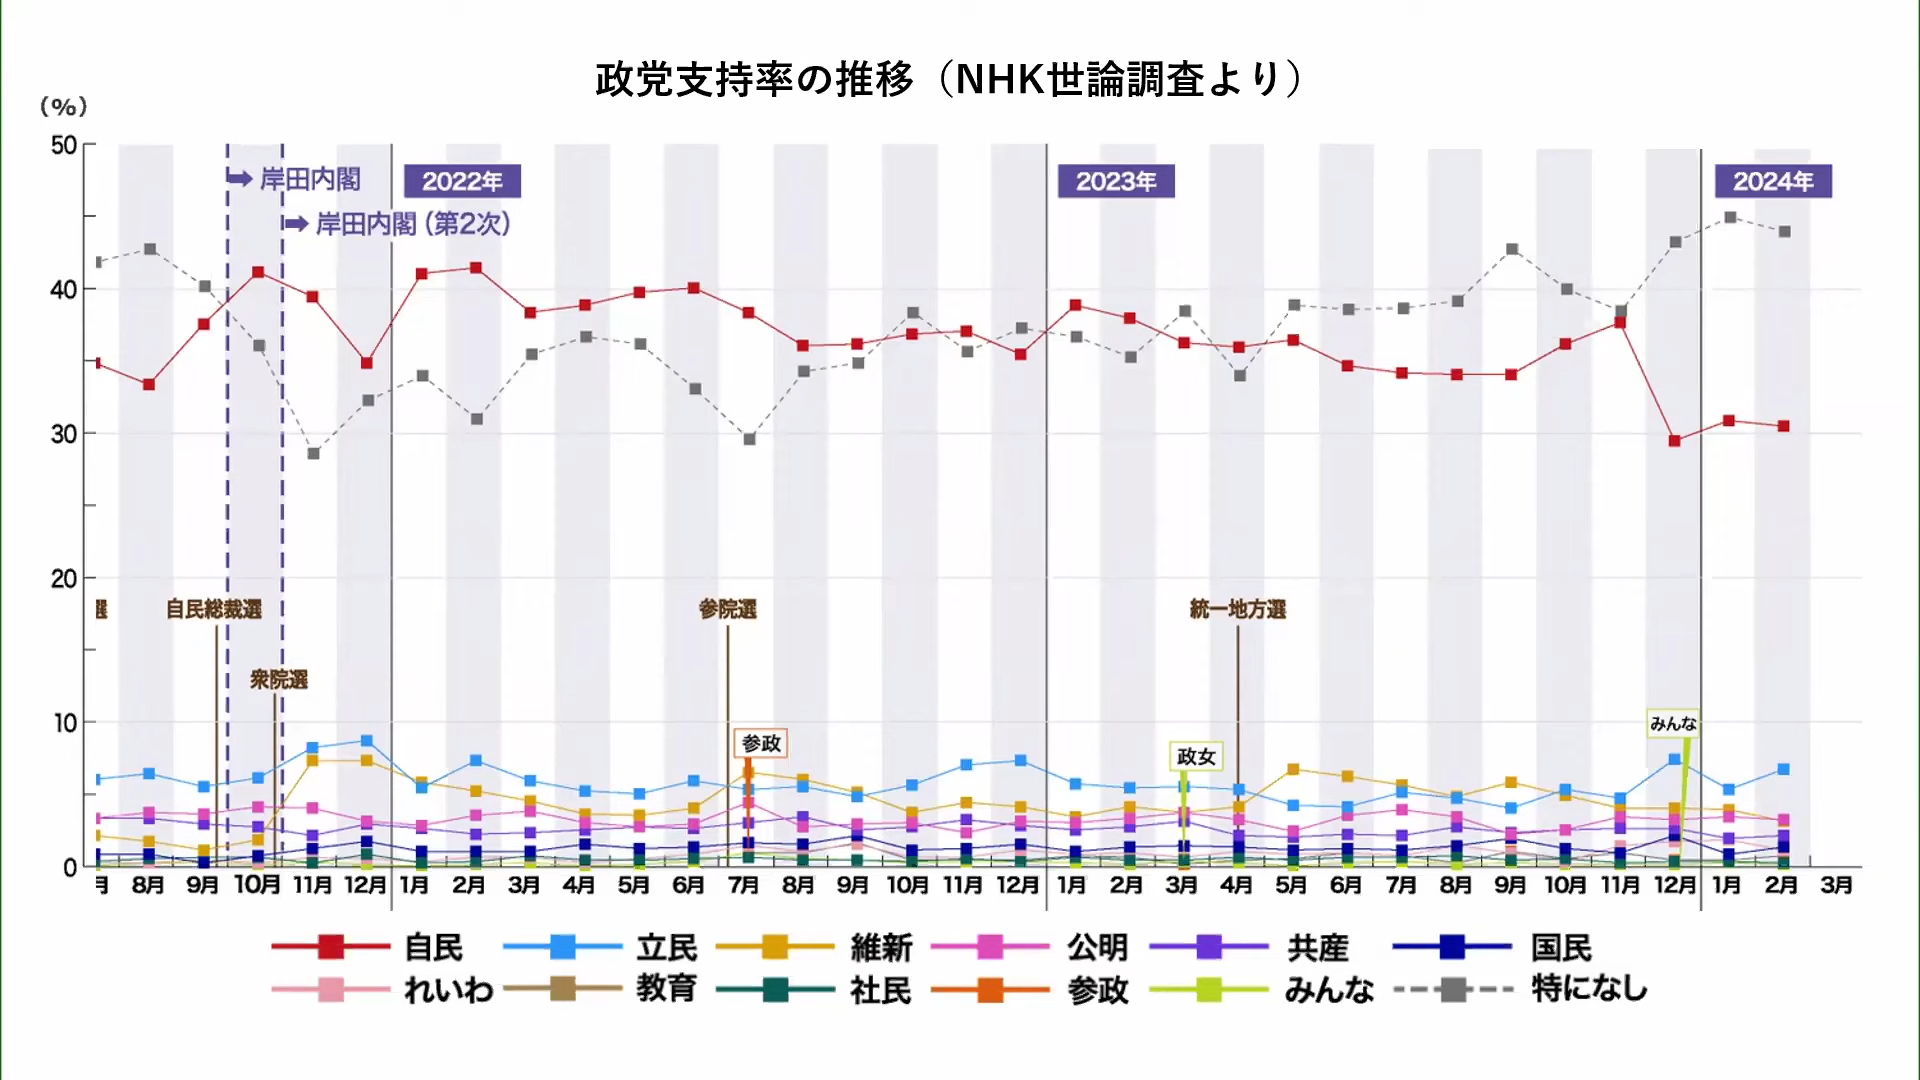 政党支持率の推移（NHK世論調査より）
（%）
50
40
30
20
10
0
➡ 岸田内閣
➡ 岸田内閣（第2次）
2022年
2023年
2024年
選
自民総裁選
衆院選
参院選
統一地方選
参政
政女
みんな
月 8月 9月 10月 11月 12月 1月 2月 3月 4月 5月 6月 7月 8月 9月 10月 11月 12月 1月 2月 3月 4月 5月 6月 7月 8月 9月 10月 11月 12月 1月 2月 3月
自民 立民 維新 公明 共産 国民
れいわ 教育 社民 参政 みんな 特になし